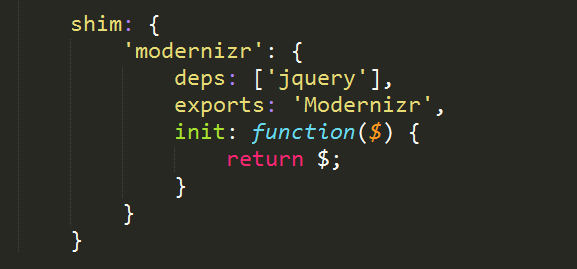 shim: {
'modernizr': {
deps: ['jquery'],
exports: 'Modernizr',
init: function($) {
return $;
}
}
}